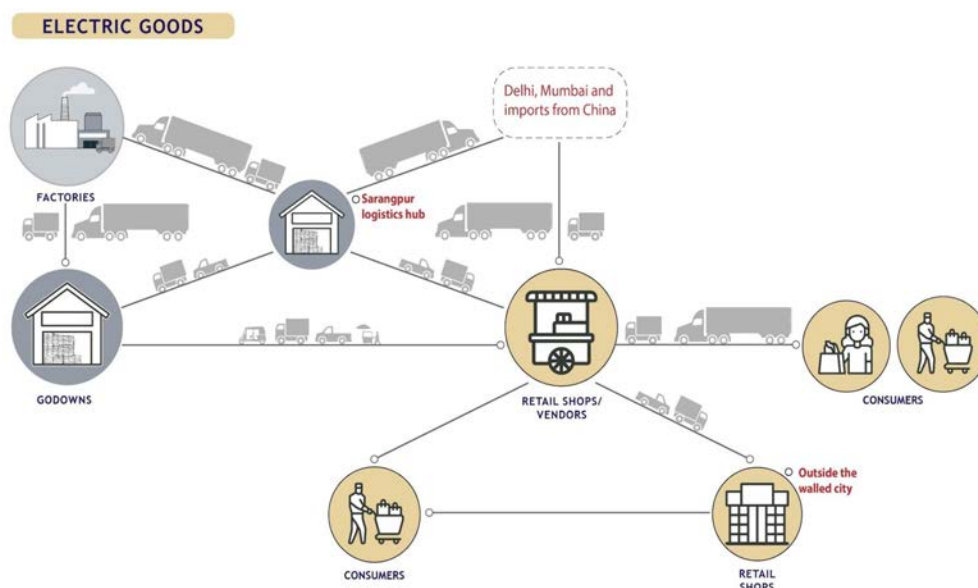 ELECTRIC GOODS
Delhi, Mumbai and
imports from China
FACTORIES
Sarangpur
logistics hub
GODOWNS
RETAIL SHOPS/
VENDORS
CONSUMERS
Outside the
walled city
CONSUMERS
RETAIL
SHOPS